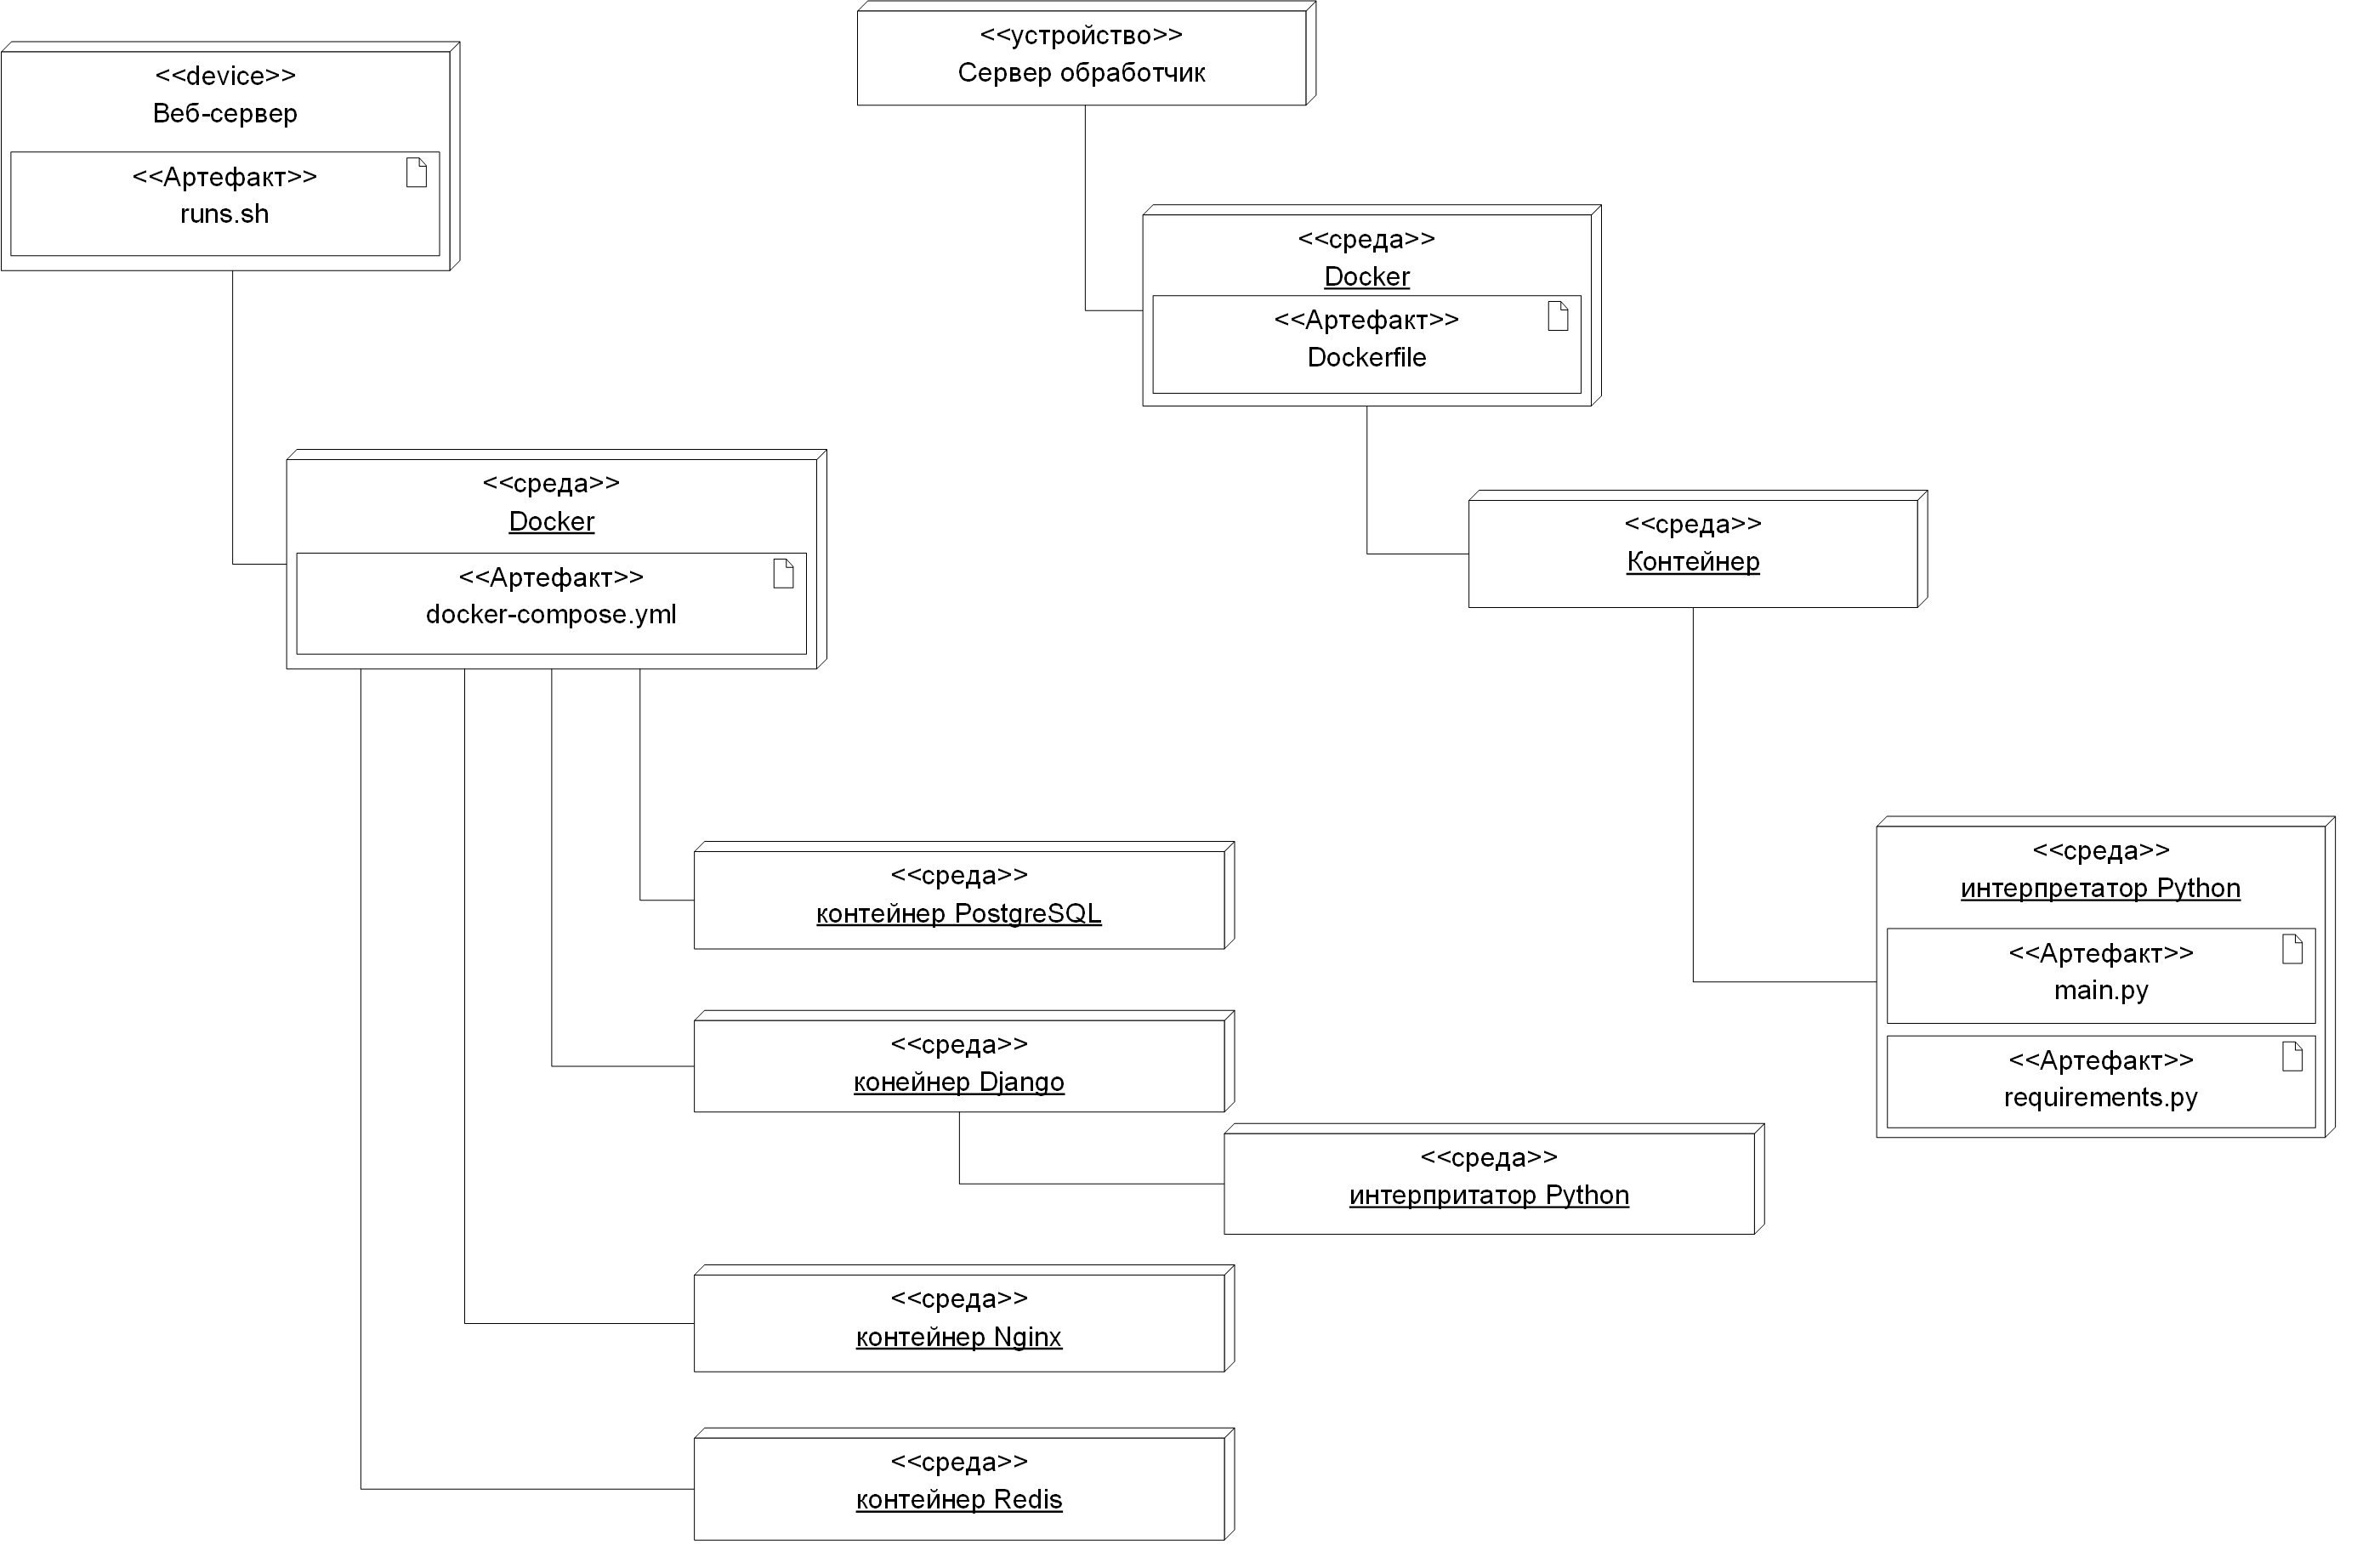 <<device>>
Веб-сервер
<<Артефакт>>
runs.sh
<<среда>>
Docker
<<Артефакт>>
docker-compose.yml
<<среда>>
контейнер PostgreSQL
<<среда>>
конейнер Django
<<среда>>
интерпритатор Python
<<среда>>
контейнер Nginx
<<среда>>
контейнер Redis
<<устройство>>
Сервер обработчик
<<среда>>
Docker
<<Артефакт>>
Dockerfile
<<среда>>
Контейнер
<<среда>>
интерпретатор Python
<<Артефакт>>
main.py
<<Артефакт>>
requirements.py